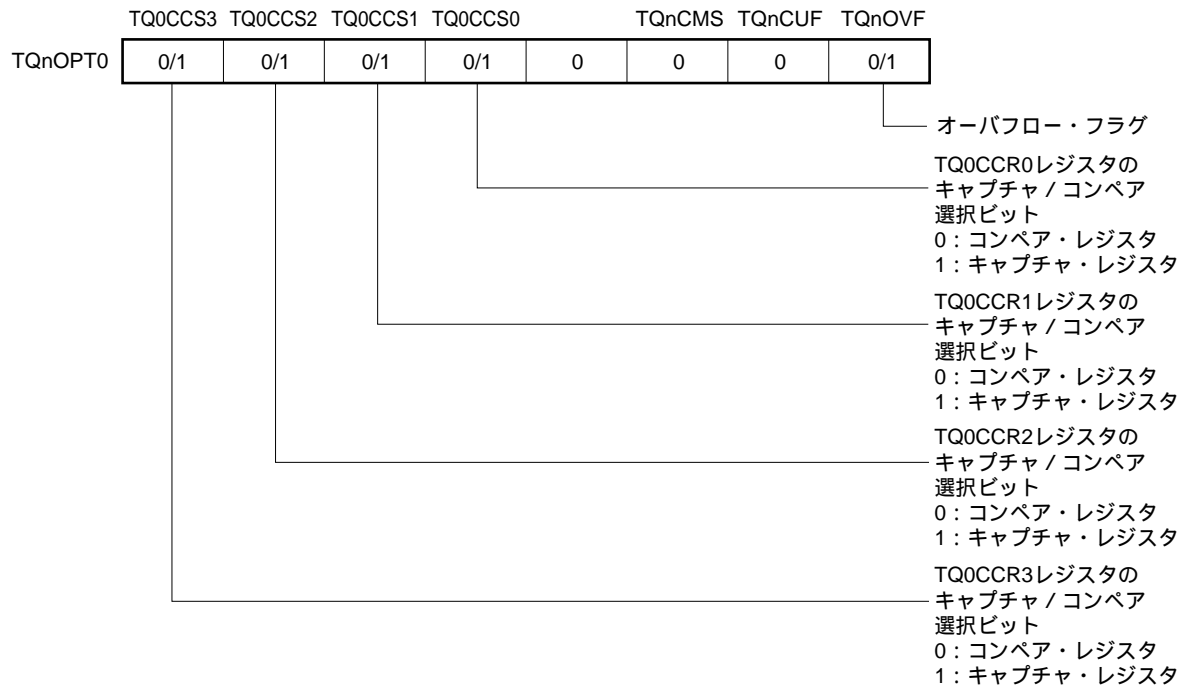 TQ0CCS3 TQ0CCS2 TQ0CCS1 TQ0CCS0 TQnCMS TQnCUF TQnOVF
TQnOPT0 0/1 0/1 0/1 0/1 0 0 0 0/1
オーバフロー・フラグ
TQ0CCR0レジスタの
キャプチャ／コンペア
選択ビット
0：コンペア・レジスタ
1：キャプチャ・レジスタ
TQ0CCR1レジスタの
キャプチャ／コンペア
選択ビット
0：コンペア・レジスタ
1：キャプチャ・レジスタ
TQ0CCR2レジスタの
キャプチャ／コンペア
選択ビット
0：コンペア・レジスタ
1：キャプチャ・レジスタ
TQ0CCR3レジスタの
キャプチャ／コンペア
選択ビット
0：コンペア・レジスタ
1：キャプチャ・レジスタ